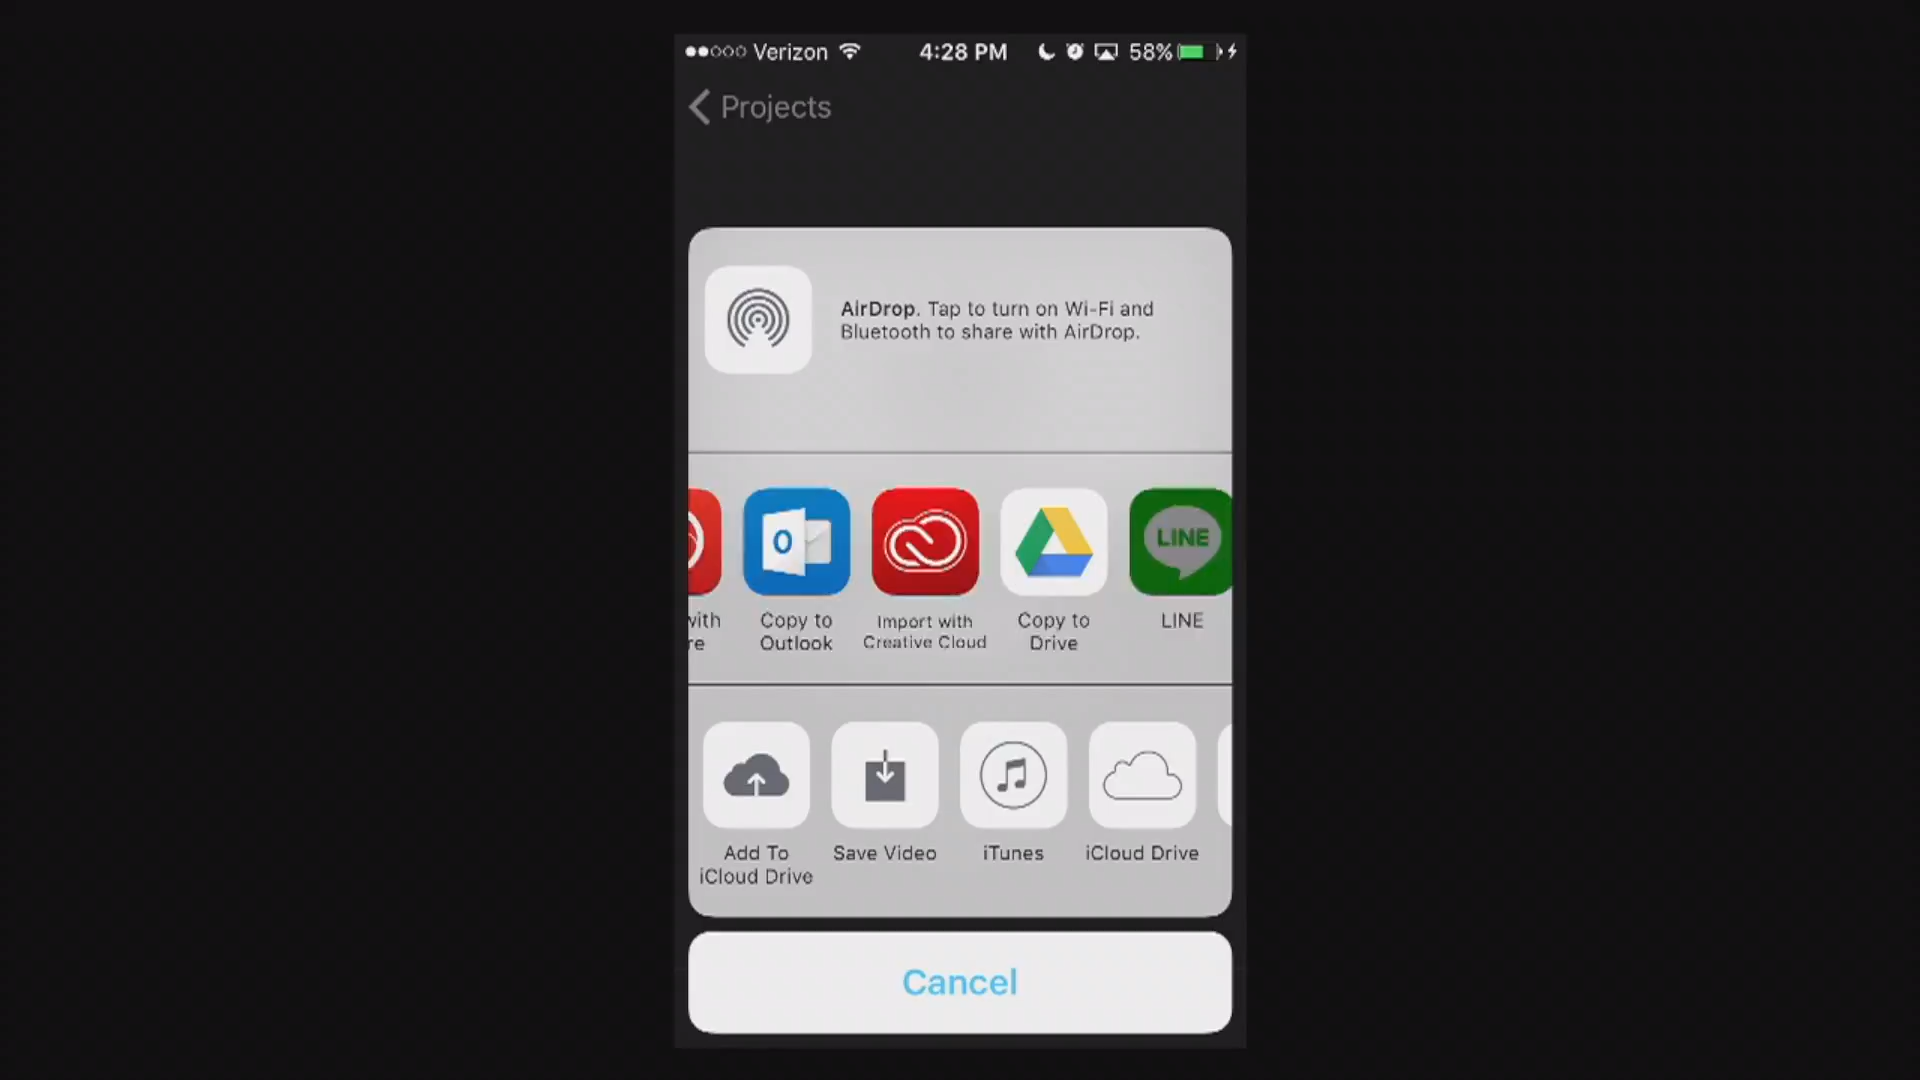 Verizon 4:28 PM 58%
Projects
AirDrop. Tap to turn on Wi-Fi and
Bluetooth to share with AirDrop.
O
LINE
with
re
Copy to
Outlook
Import with
Creative Cloud
Copy to
Drive
LINE
Add To
iCloud Drive
Save Video
iTunes
iCloud Drive
Cancel